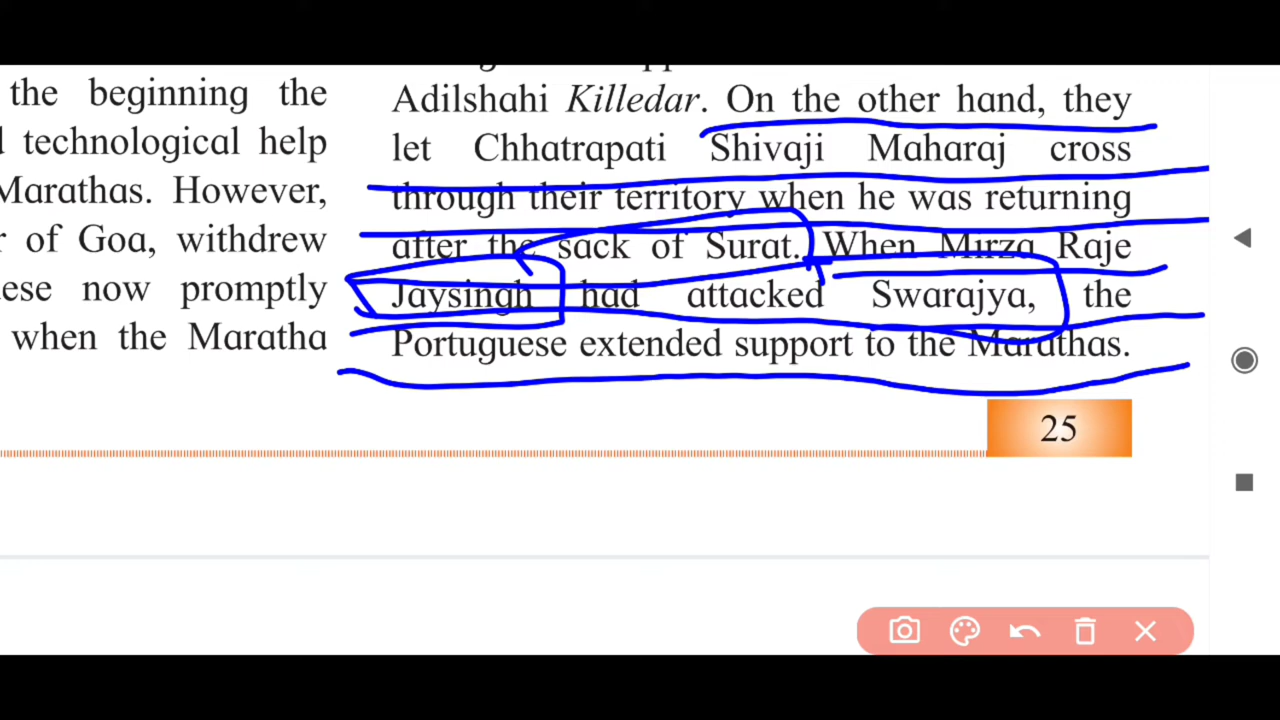 the beginning the
technological help
Marathas. However,
of Goa, withdrew
now promptly
when the Maratha
Adilshahi Killedar. On the other hand, they
let Chhatrapati Shivaji Maharaj cross
through their territory when he was returning
after the sack of Surat. When Mirza Raje
Jaysingh had attacked Swarajya, the
Portuguese extended support to the Marathas.
25